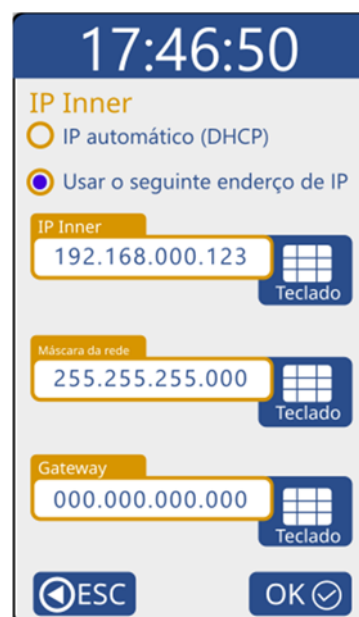 17:46:50
IP Inner
IP automático (DHCP)
Usar o seguinte enderço de IP
IP Inner
192.168.000.123
Teclado
Máscara da rede
255.255.255.000
Teclado
Gateway
000.000.000.000
Teclado
ESC
OK